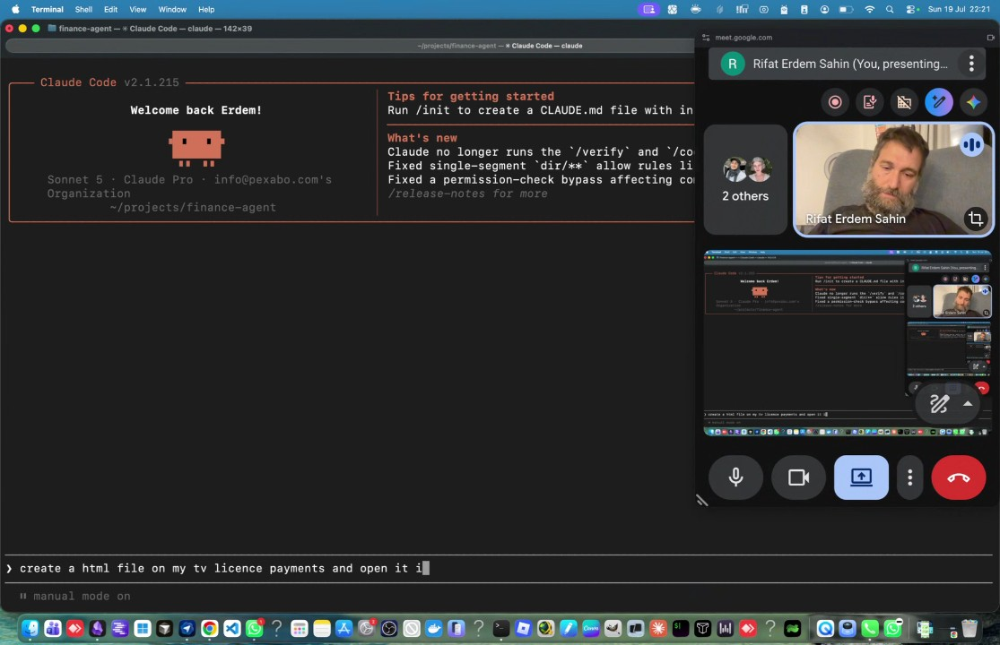 Terminal Shell Edit View Window Help
Sun 19 Jul 22:21
finance-agent — ✳ Claude Code — claude — 142×39
~/projects/finance-agent — ✳ Claude Code — claude
Claude Code v2.1.215
Welcome back Erdem!
Sonnet 5 · Claude Pro · info@pexabo.com's
Organization
~/projects/finance-agent
Tips for getting started
Run /init to create a CLAUDE.md file with in
What's new
Claude no longer runs the `/verify` and `/co
Fixed single-segment `dir/**` allow rules li
Fixed a permission-check bypass affecting co
/release-notes for more
meet.google.com
R
Rifat Erdem Sahin (You, presenting...
2 others
Rifat Erdem Sahin
❯ create a html file on my tv licence payments and open it i
⏸ manual mode on